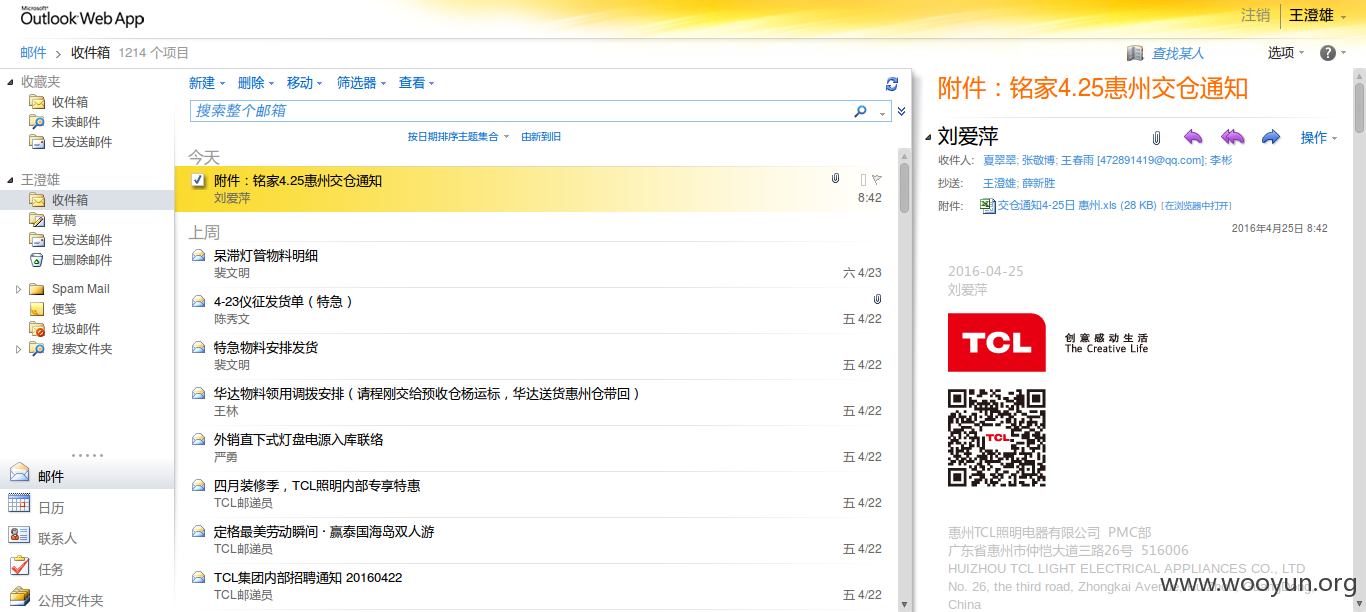 Microsoft®
Outlook Web App
注销 王澄雄
邮件 > 收件箱 1214 个项目
查找某人 选项
收藏夹
收件箱
未读邮件
已发送邮件
王澄雄
收件箱
草稿
已发送邮件
已删除邮件
Spam Mail
便笺
垃圾邮件
搜索文件夹
邮件
日历
联系人
任务
公用文件夹
新建 删除 移动 筛选器 查看
搜索整个邮箱
按日期排序主题集合 由新到旧
今天
附件：铭家4.25惠州交仓通知
刘爱萍 8:42
上周
呆滞灯管物料明细
裴文明 六 4/23
4-23仪征发货单（特急）
陈秀文 五 4/22
特急物料安排发货
裴文明 五 4/22
华达物料领用调拨安排（请程刚交给预收仓杨运标，华达送货惠州仓带回）
王林 五 4/22
外销直下式灯盘电源入库联络
严勇 五 4/22
四月装修季，TCL照明内部专享特惠
TCL邮递员 五 4/22
定格最美劳动瞬间 · 赢泰国海岛双人游
TCL邮递员 五 4/22
TCL集团内部招聘通知 20160422
TCL邮递员 五 4/22
附件：铭家4.25惠州交仓通知
刘爱萍
操作
收件人: 夏翠翠; 张敬博; 王春雨 [472891419@qq.com]; 李彬
抄送: 王澄雄; 薛新胜
附件: 交仓通知4-25日 惠州.xls (28 KB) [在浏览器中打开]
2016年4月25日 8:42
2016-04-25
刘爱萍
TCL
创意感动生活
The Creative Life
TCL
惠州TCL照明电器有限公司 PMC部
广东省惠州市仲恺大道三路26号 516006
HUIZHOU TCL LIGHT ELECTRICAL APPLIANCES CO., LTD
No. 26, the third road, Zhongkai Avenue, HuiZhou, GuangDong,
China
www.wooyun.org